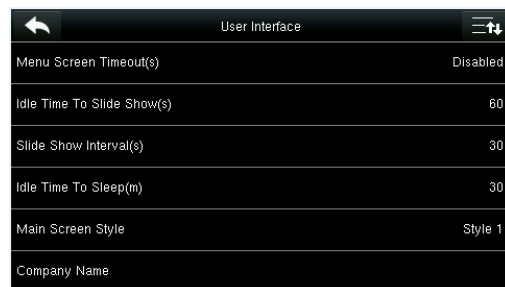 User Interface
Menu Screen Timeout(s) Disabled
Idle Time To Slide Show(s) 60
Slide Show Interval(s) 30
Idle Time To Sleep(m) 30
Main Screen Style Style 1
Company Name